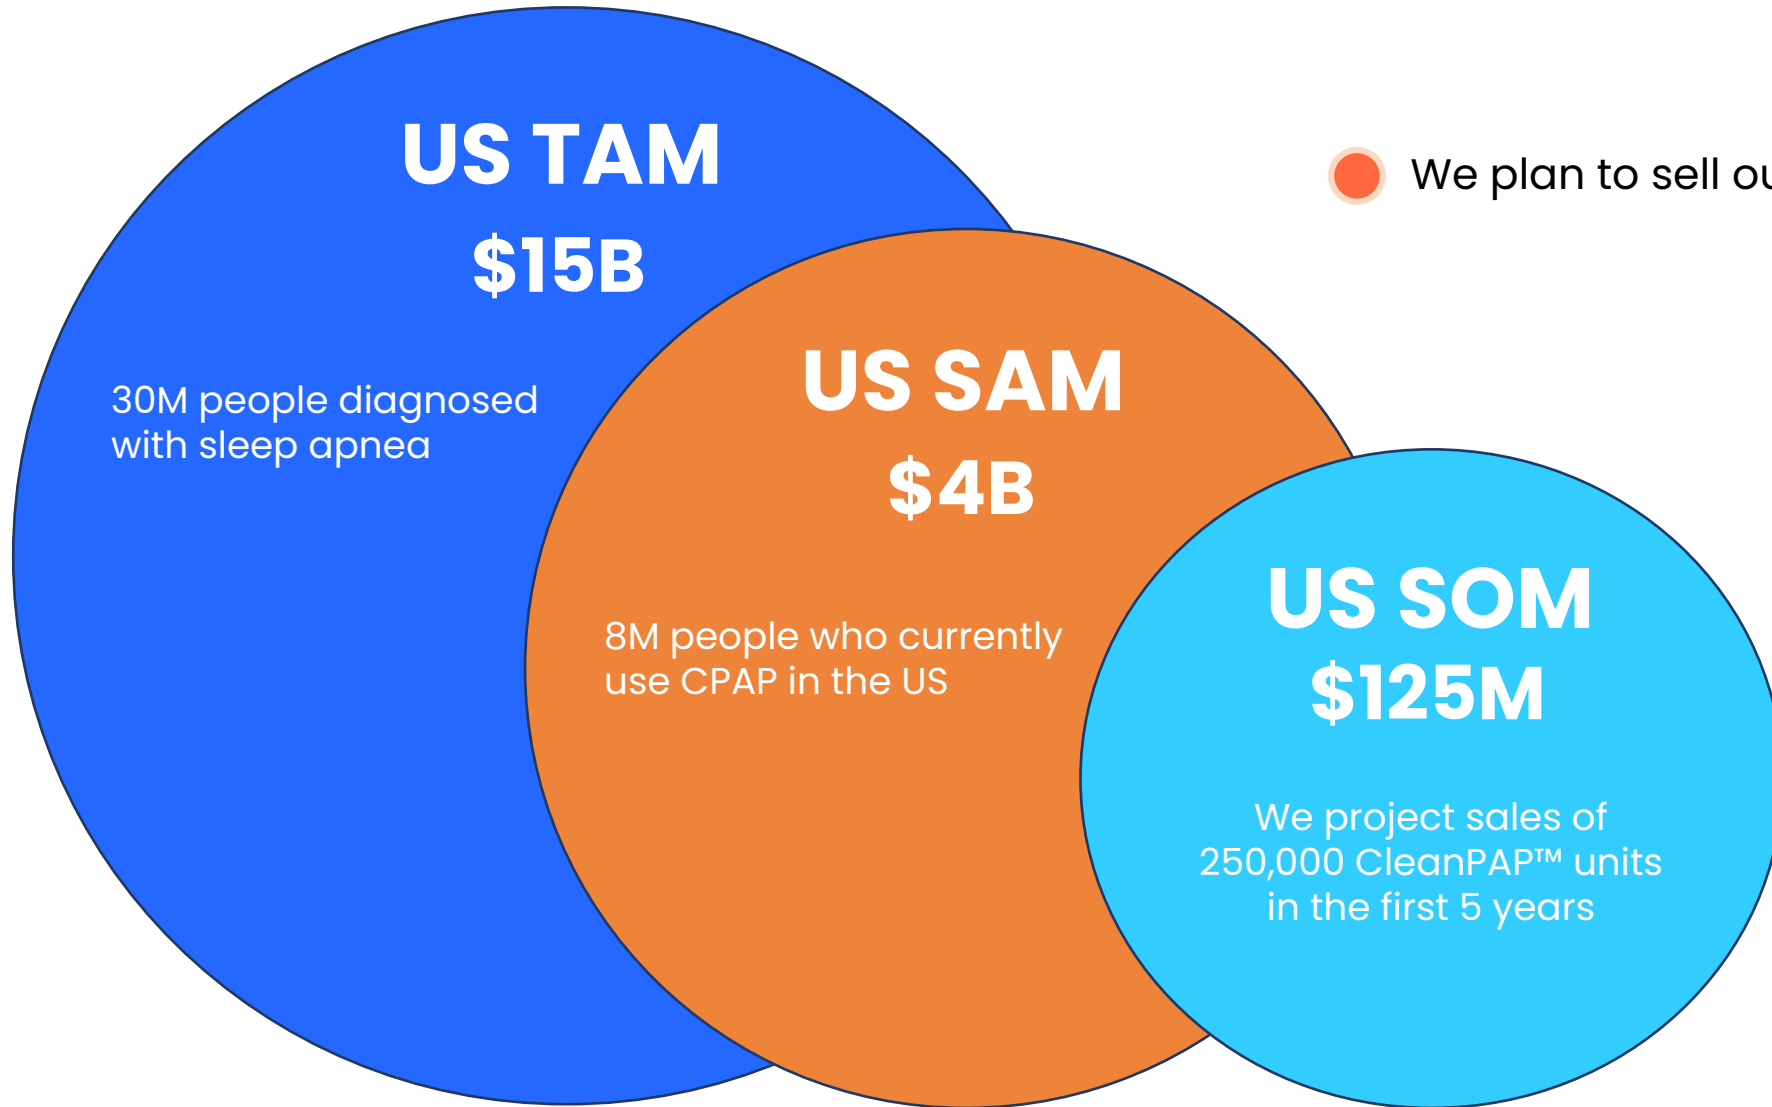 US TAM
$15B
30M people diagnosed
with sleep apnea
We plan to sell
US SAM
$4B
8M people who currently
use CPAP in the US
US SOM
$125M
We project sales of
250,000 CleanPAP™ units
in the first 5 years